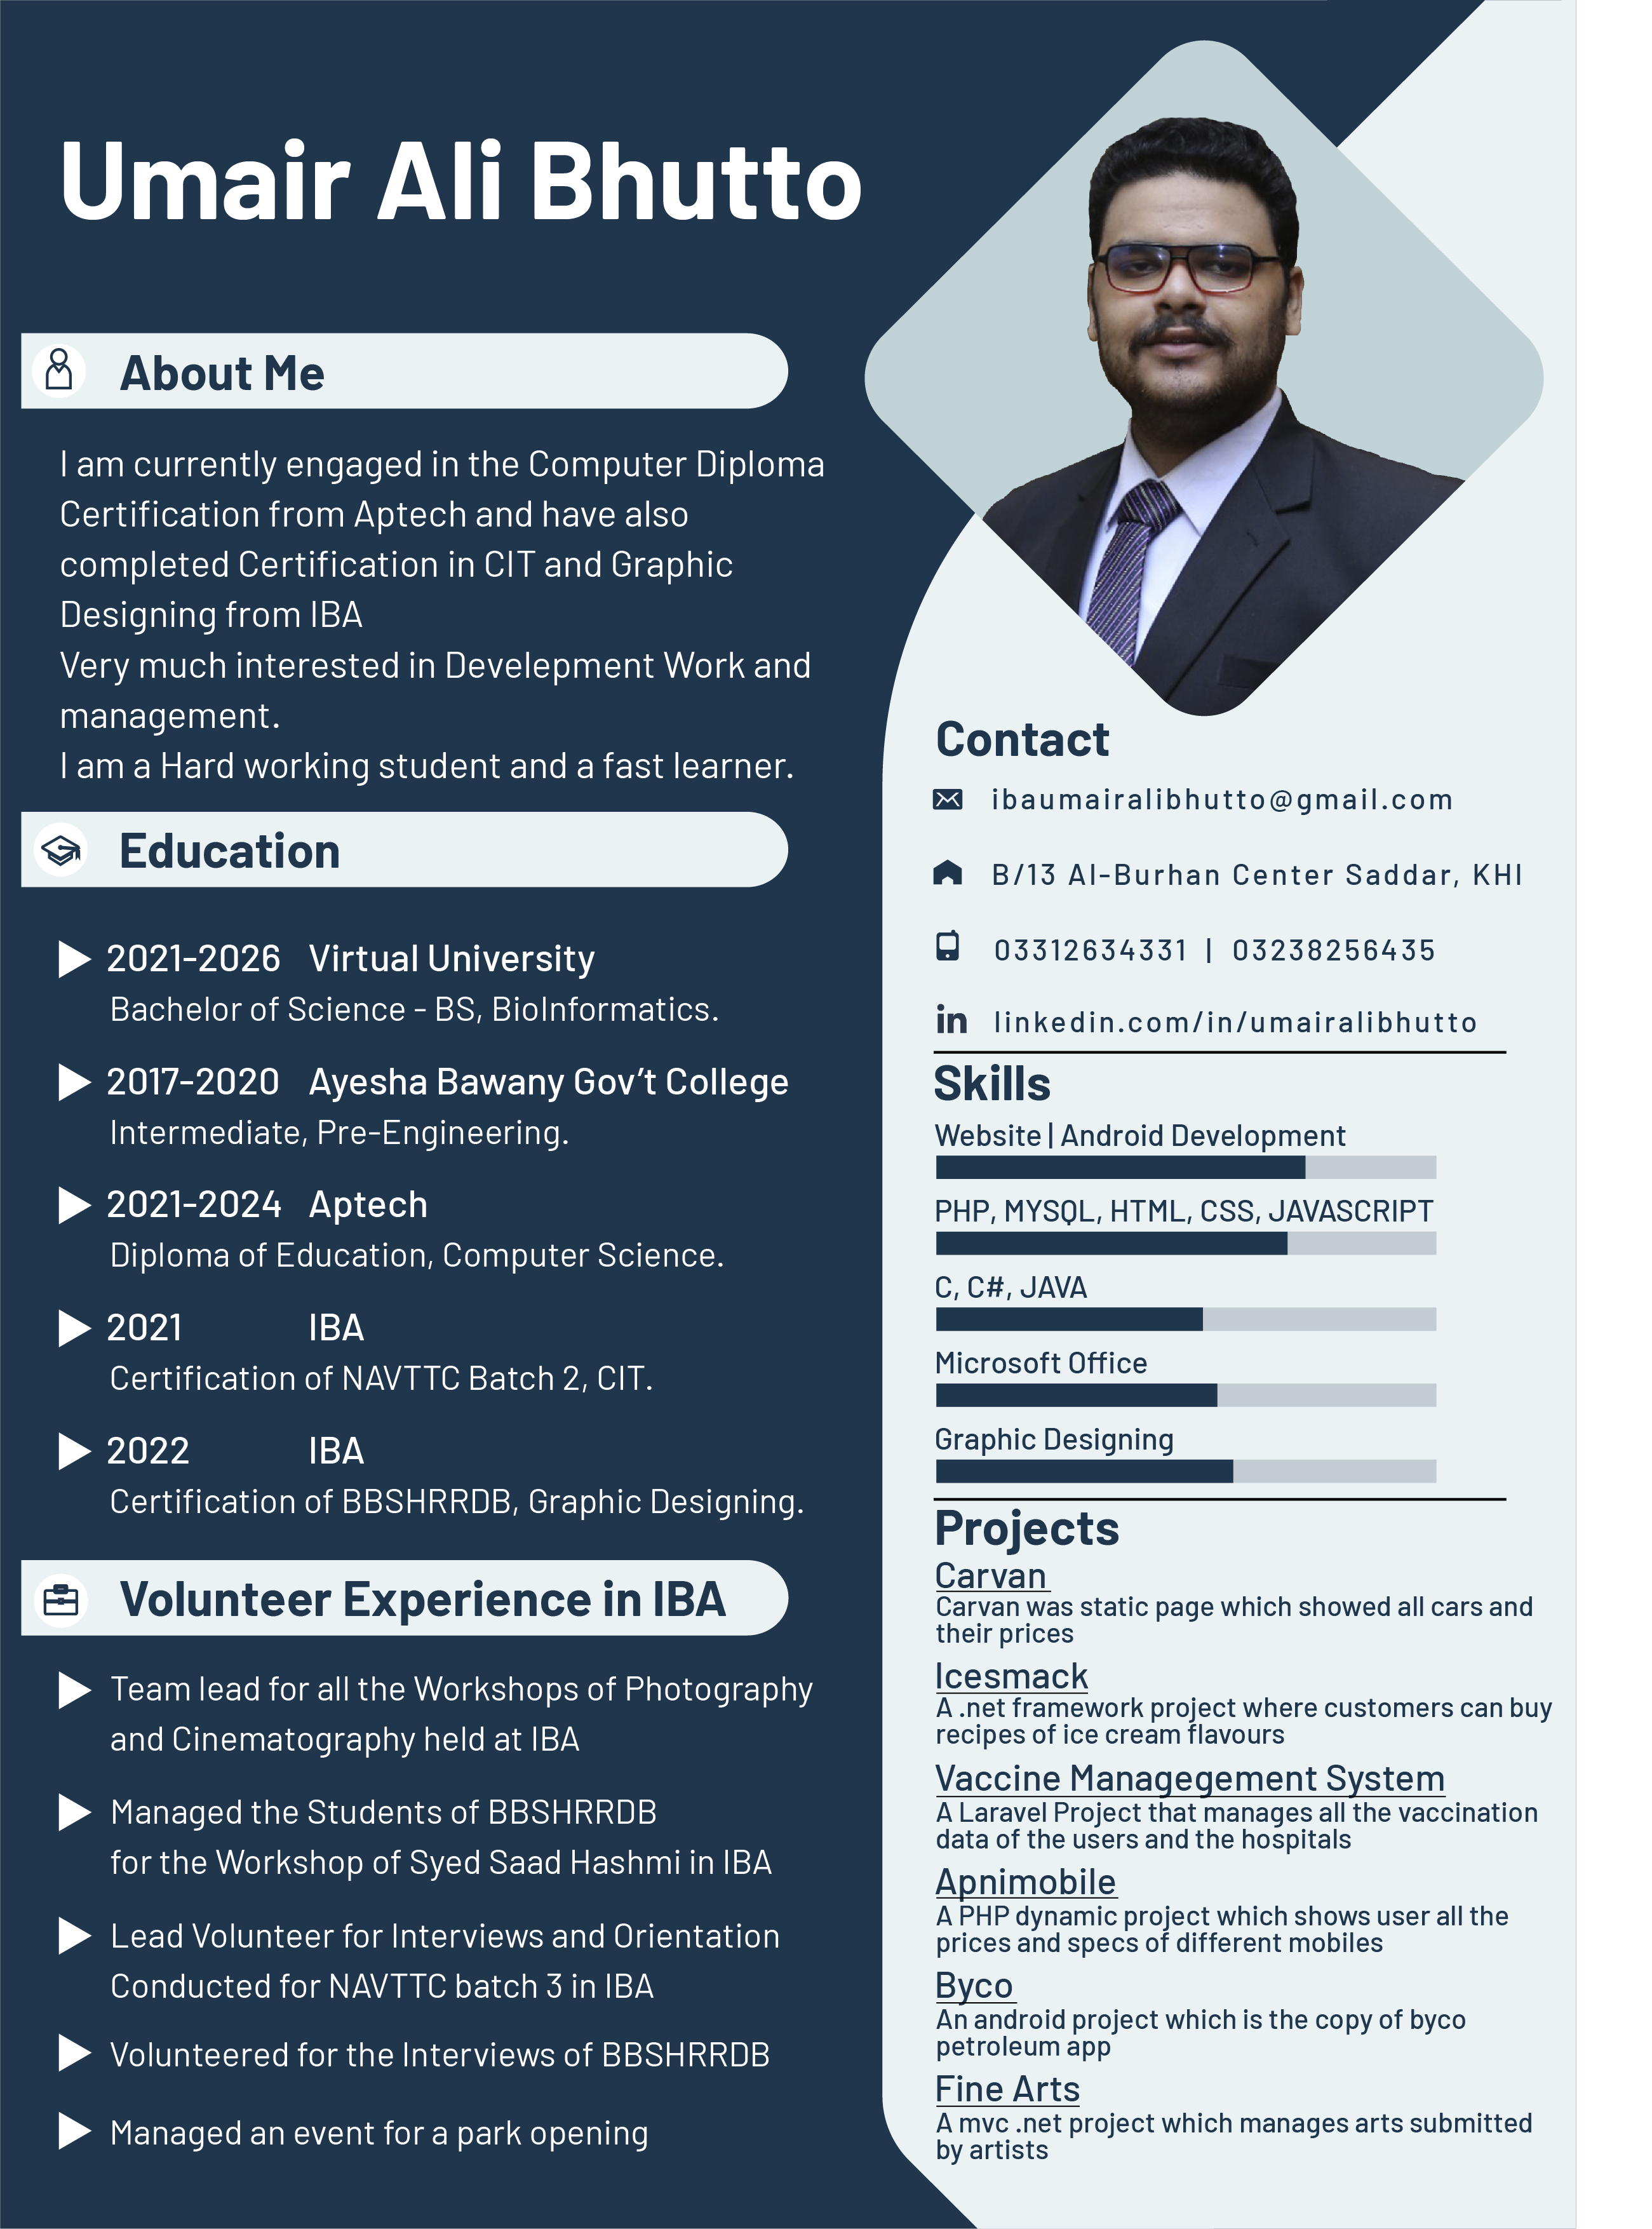 Umair Ali Bhutto
About Me
I am currently engaged in the Computer Diploma
Certification from Aptech and have also
completed Certification in CIT and Graphic
Designing from IBA
Very much interested in Develepment Work and
management.
I am a Hard working student and a fast learner.
Education
2021-2026 Virtual University
Bachelor of Science - BS, BioInformatics.
2017-2020 Ayesha Bawany Gov’t College
Intermediate, Pre-Engineering.
2021-2024 Aptech
Diploma of Education, Computer Science.
2021 IBA
Certification of NAVTTC Batch 2, CIT.
2022 IBA
Certification of BBSHRRDB, Graphic Designing.
Volunteer Experience in IBA
Team lead for all the Workshops of Photography
and Cinematography held at IBA
Managed the Students of BBSHRRDB
for the Workshop of Syed Saad Hashmi in IBA
Lead Volunteer for Interviews and Orientation
Conducted for NAVTTC batch 3 in IBA
Volunteered for the Interviews of BBSHRRDB
Managed an event for a park opening
Contact
ibaumairalibhutto@gmail.com
B/13 Al-Burhan Center Saddar, KHI
03312634331 | 03238256435
in linkedin.com/in/umairalibhutto
Skills
Website | Android Development
PHP, MYSQL, HTML, CSS, JAVASCRIPT
C, C#, JAVA
Microsoft Office
Graphic Designing
Projects
Carvan
Carvan was static page which showed all cars and
their prices
Icesmack
A .net framework project where customers can buy
recipes of ice cream flavours
Vaccine Managegement System
A Laravel Project that manages all the vaccination
data of the users and the hospitals
Apnimobile
A PHP dynamic project which shows user all the
prices and specs of different mobiles
Byco
An android project which is the copy of byco
petroleum app
Fine Arts
A mvc .net project which manages arts submitted
by artists